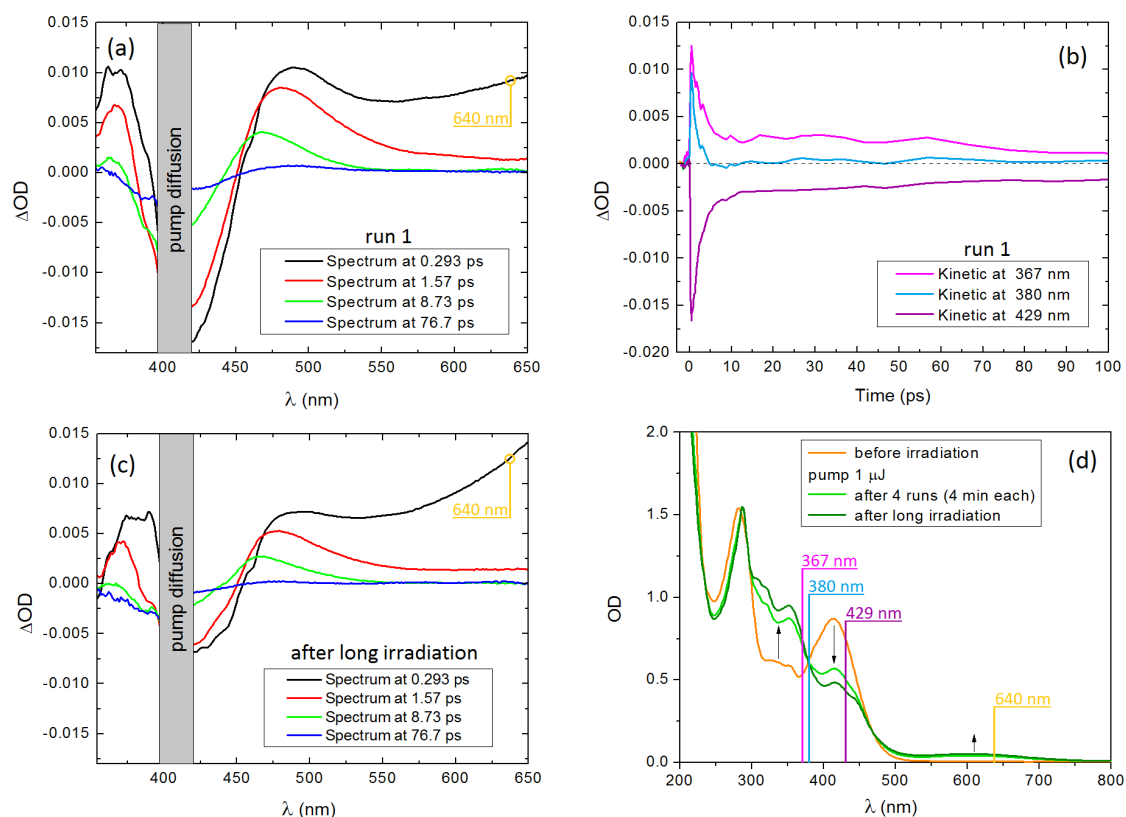 (a)
0.015
0.010
0.005
0.000
-0.005
-0.010
-0.015
ΔOD
pump diffusion
640 nm
run 1
Spectrum at 0.293 ps
Spectrum at 1.57 ps
Spectrum at 8.73 ps
Spectrum at 76.7 ps
400 450 500 550 600 650
λ (nm)
(b)
0.015
0.010
0.005
0.000
-0.005
-0.010
-0.015
-0.020
ΔOD
run 1
Kinetic at 367 nm
Kinetic at 380 nm
Kinetic at 429 nm
0 10 20 30 40 50 60 70 80 90 100
Time (ps)
(c)
0.015
0.010
0.005
0.000
-0.005
-0.010
-0.015
ΔOD
pump diffusion
640 nm
after long irradiation
Spectrum at 0.293 ps
Spectrum at 1.57 ps
Spectrum at 8.73 ps
Spectrum at 76.7 ps
400 450 500 550 600 650
λ (nm)
(d)
2.0
1.5
1.0
0.5
0.0
OD
before irradiation
pump 1 μJ
after 4 runs (4 min each)
after long irradiation
367 nm
380 nm
429 nm
640 nm
200 300 400 500 600 700 800
λ (nm)